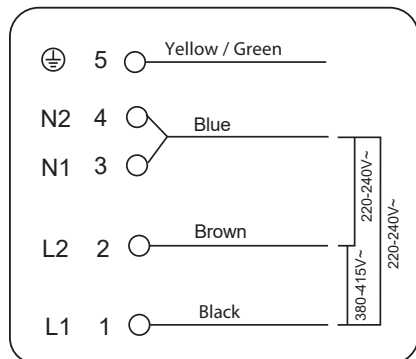 5 Yellow / Green
N2 4
Blue
N1 3
220-240V~
220-240V~
L2 2 Brown
380-415V~
L1 1 Black